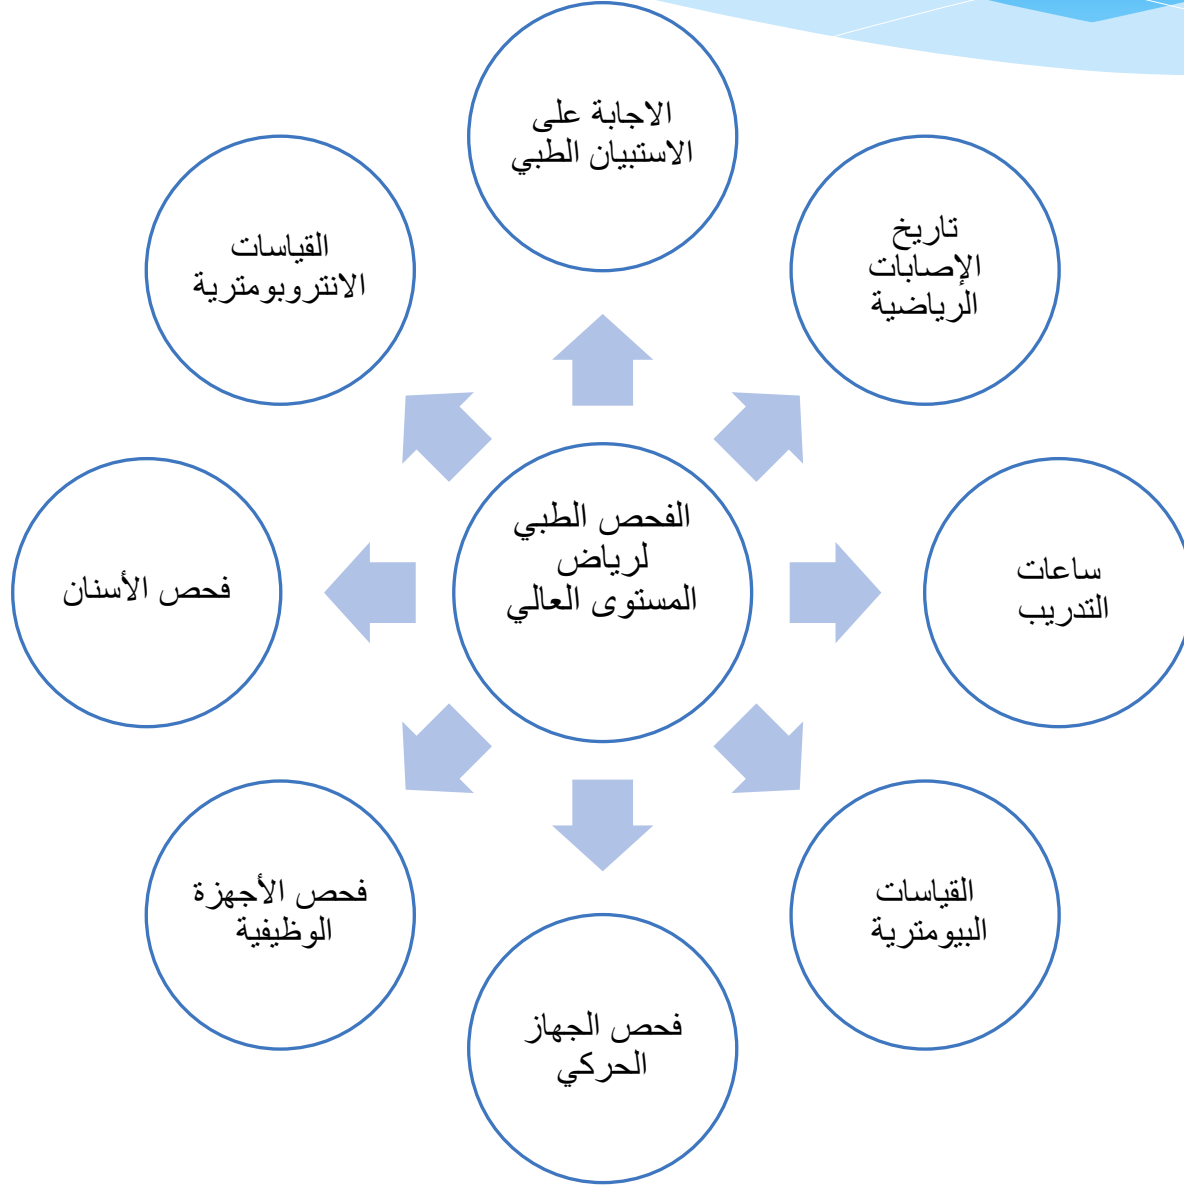 الاجابة على
الاستبيان الطبي
تاريخ
الإصابات
الرياضية
ساعات
التدريب
القياسات
البيومترية
فحص الجهاز
الحركي
فحص الأجهزة
الوظيفية
فحص الأسنان
القياسات
الانتروبومترية
الفحص الطبي
لرياض
المستوى العالي